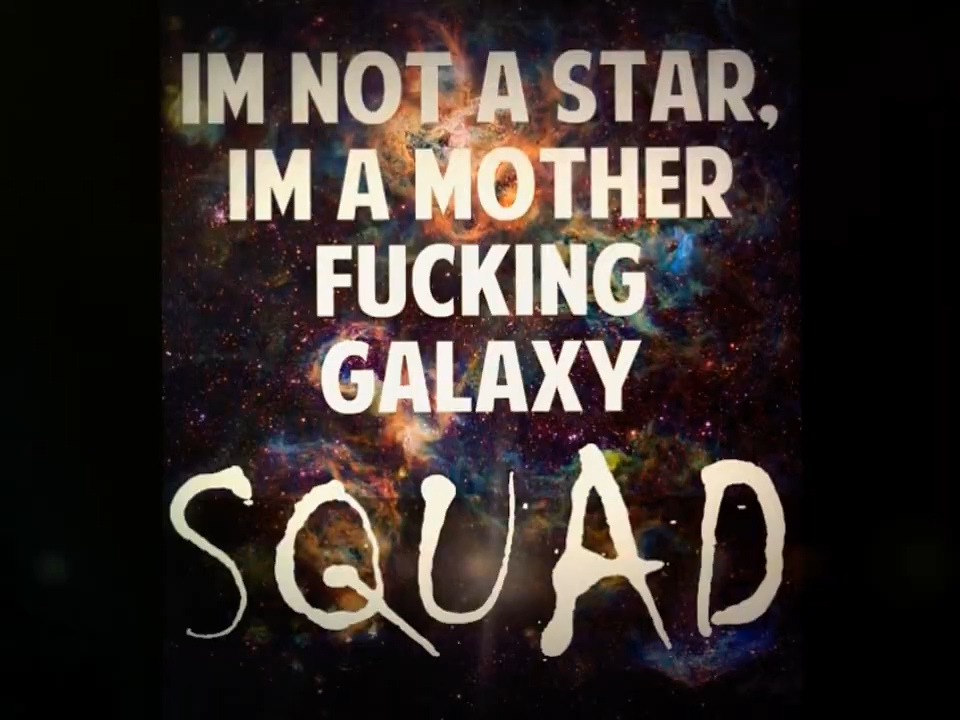 IM NOT A STAR,
IM A MOTHER
FUCKING
GALAXY
SQUAD